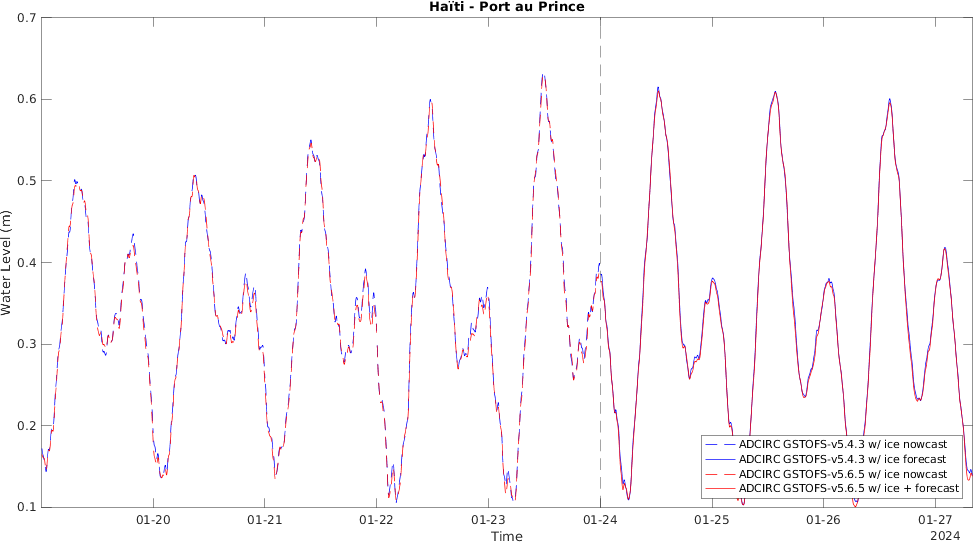 Haïti - Port au Prince
0.7
0.6
0.5
0.4
0.3
0.2
0.1
Water Level (m)
ADCIRC GSTOFS-v5.4.3 w/ ice nowcast
ADCIRC GSTOFS-v5.4.3 w/ ice forecast
ADCIRC GSTOFS-v5.6.5 w/ ice nowcast
ADCIRC GSTOFS-v5.6.5 w/ ice + forecast
01-20 01-21 01-22 01-23 01-24 01-25 01-26 01-27
Time
2024